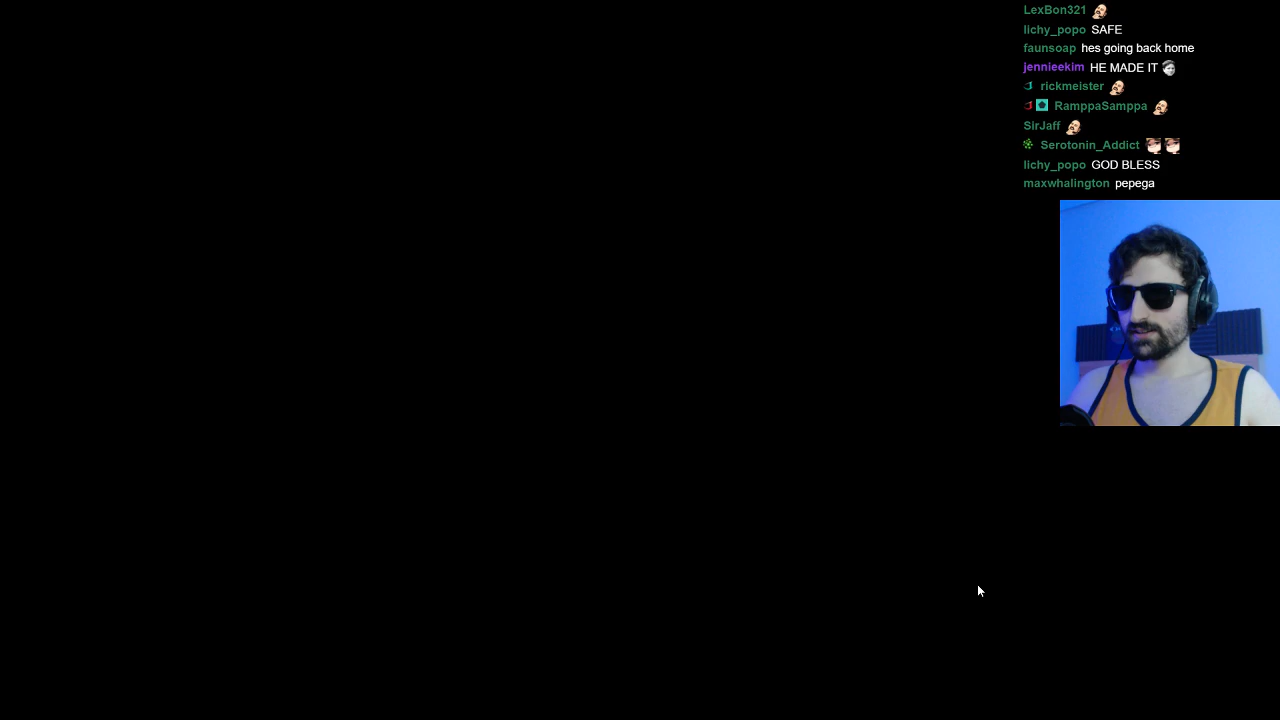 LexBon321
lichy_popo SAFE
faunsoap hes going back home
jennieekim HE MADE IT
rickmeister
RamppaSamppa
SirJaff
Serotonin_Addict
lichy_popo GOD BLESS
maxwhalington pepega